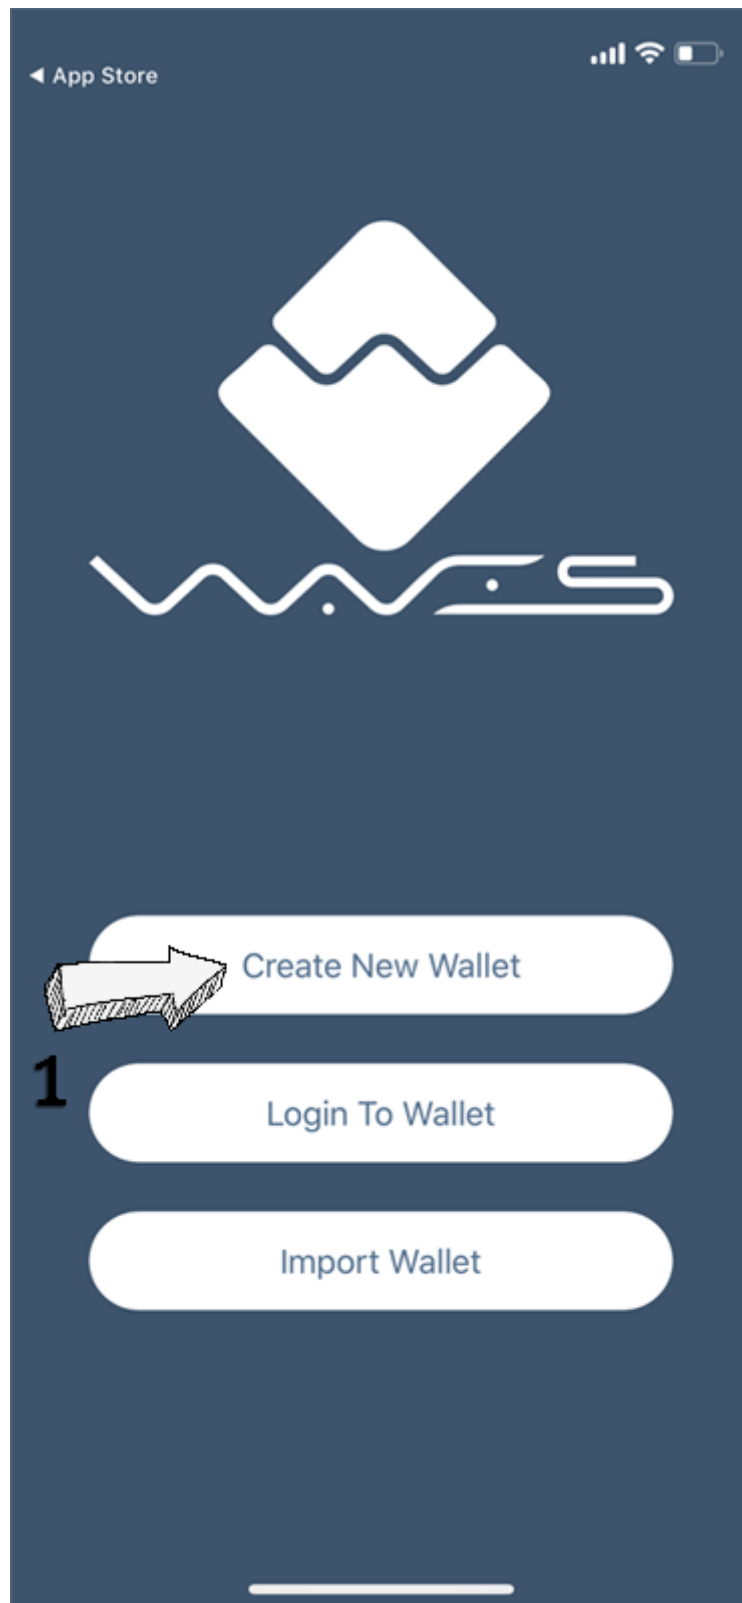 ◀ App Store
WAVES
Create New Wallet
1
Login To Wallet
Import Wallet